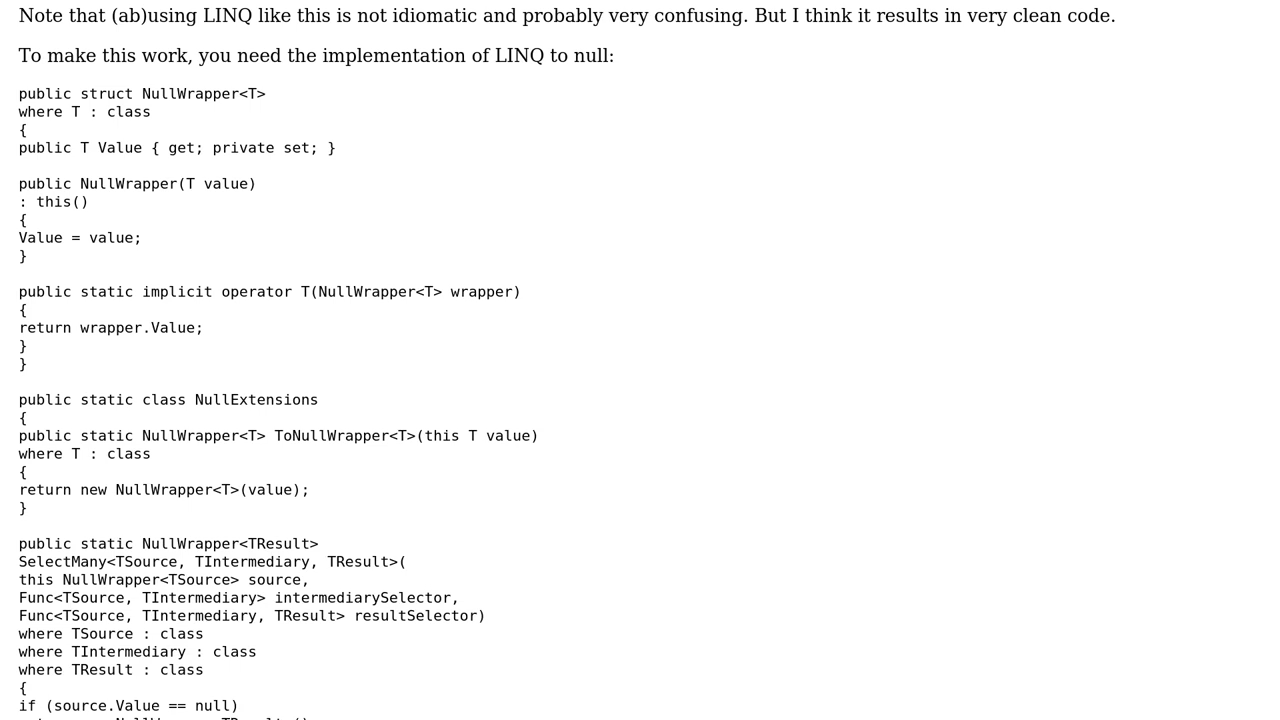 Note that (ab)using LINQ like this is not idiomatic and probably very confusing. But I think it results in very clean code.
To make this work, you need the implementation of LINQ to null:
public struct NullWrapper<T>
where T : class
{
public T Value { get; private set; }
public NullWrapper(T value)
: this()
{
Value = value;
}
public static implicit operator T(NullWrapper<T> wrapper)
{
return wrapper.Value;
}
}
public static class NullExtensions
{
public static NullWrapper<T> ToNullWrapper<T>(this T value)
where T : class
{
return new NullWrapper<T>(value);
}
public static NullWrapper<TResult>
SelectMany<TSource, TIntermediary, TResult>(
this NullWrapper<TSource> source,
Func<TSource, TIntermediary> intermediarySelector,
Func<TSource, TIntermediary, TResult> resultSelector)
where TSource : class
where TIntermediary : class
where TResult : class
{
if (source.Value == null)